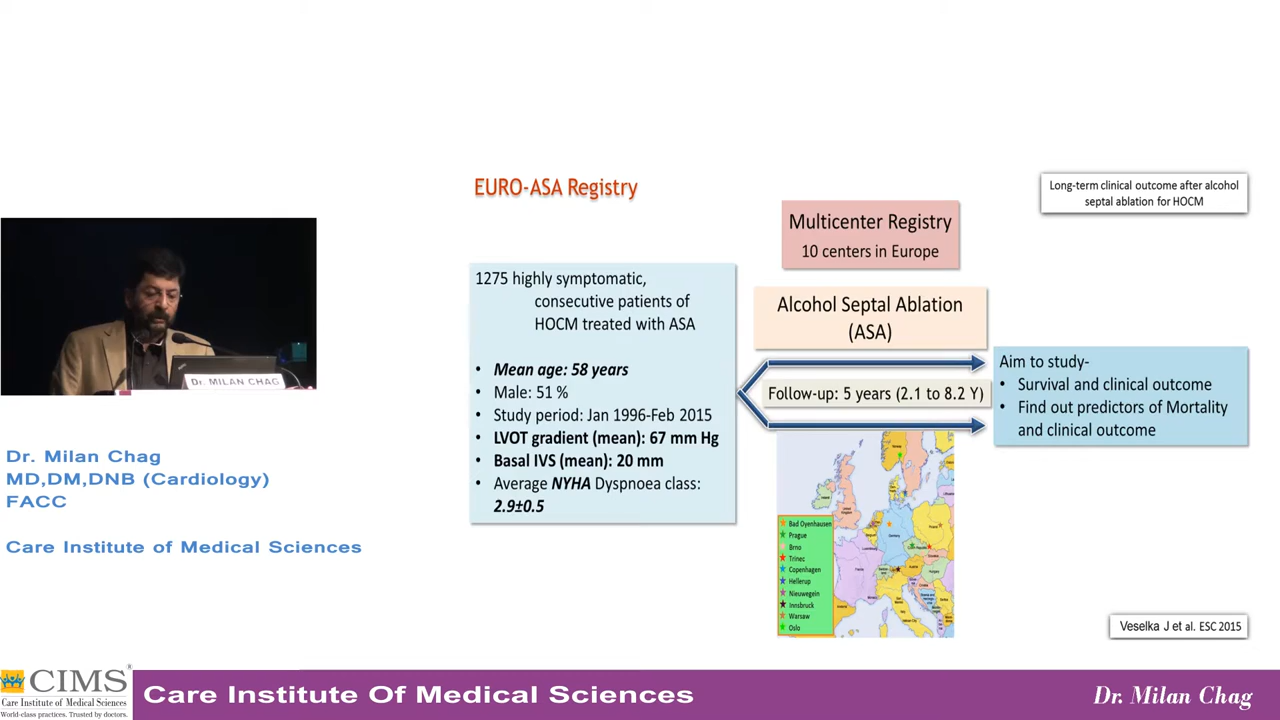 EURO-ASA Registry
Long-term clinical outcome after alcohol
septal ablation for HOCM
Multicenter Registry
10 centers in Europe
1275 highly symptomatic,
consecutive patients of
HOCM treated with ASA
• Mean age: 58 years
• Male: 51 %
• Study period: Jan 1996-Feb 2015
• LVOT gradient (mean): 67 mm Hg
• Basal IVS (mean): 20 mm
• Average NYHA Dyspnoea class:
2.9±0.5
Alcohol Septal Ablation
(ASA)
Follow-up: 5 years (2.1 to 8.2 Y)
Aim to study-
• Survival and clinical outcome
• Find out predictors of Mortality
and clinical outcome
Bad Oyenhausen
Prague
Brno
Trinec
Copenhagen
Hellerup
Nieuwegein
Innsbruck
Warsaw
Oslo
Veselka J et al. ESC 2015
Dr. MILAN CHAG
Dr. Milan Chag
MD,DM,DNB (Cardiology)
FACC
Care Institute of Medical Sciences
CIMS®
Care Institute of Medical Sciences
World-class practices. Trusted by doctors.
Care Institute Of Medical Sciences
Dr. Milan Chag